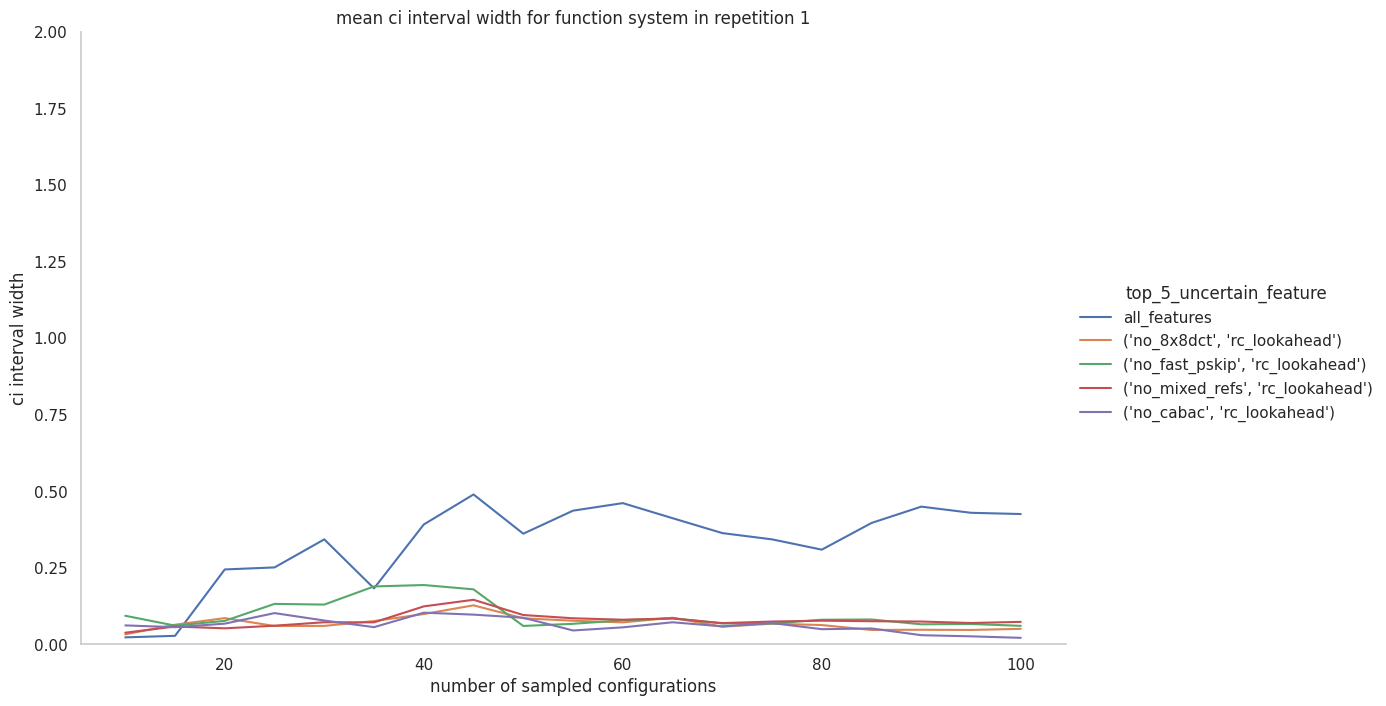 mean ci interval width for function system in repetition 1
2.00
1.75
1.50
1.25
1.00
0.75
0.50
0.25
0.00
ci interval width
20
40
60
80
100
number of sampled configurations
top_5_uncertain_feature
all_features
('no_8x8dct', 'rc_lookahead')
('no_fast_pskip', 'rc_lookahead')
('no_mixed_refs', 'rc_lookahead')
('no_cabac', 'rc_lookahead')